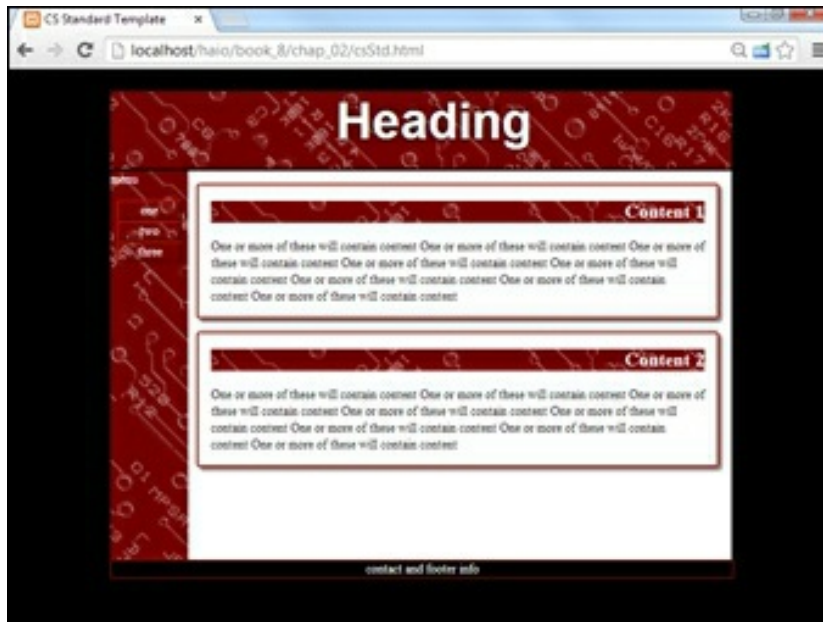 CS Standard Template
localhost/haio/book_8/chap_02/csStd.html
Heading
menu
one
two
three
Content 1
One or more of these will contain content One or more of these will contain content One or more of
these will contain content One or more of these will contain content One or more of these will
contain content One or more of these will contain content One or more of these will contain
content One or more of these will contain content
Content 2
One or more of these will contain content One or more of these will contain content One or more of
these will contain content One or more of these will contain content One or more of these will
contain content One or more of these will contain content One or more of these will contain
content One or more of these will contain content
contact and footer info